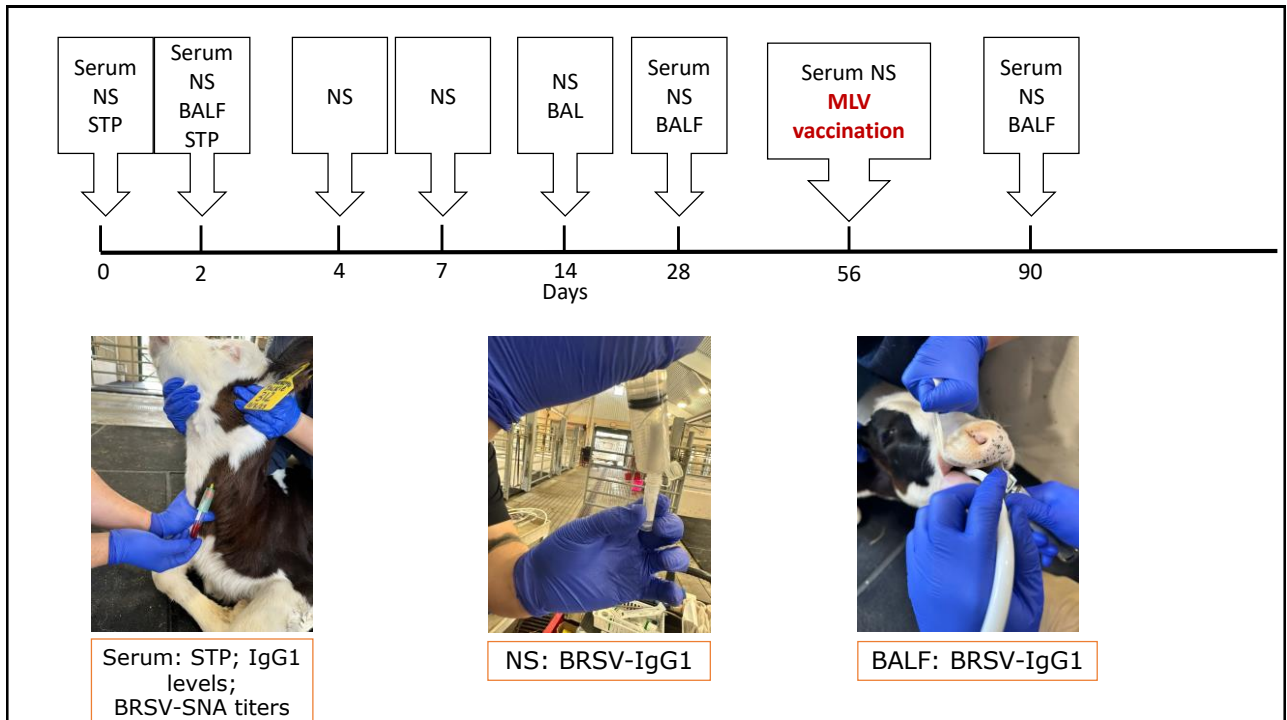 Serum
NS
STP
Serum
NS
BALF
STP
NS
NS
NS
BAL
Serum
NS
BALF
Serum NS
MLV
vaccination
Serum
NS
BALF
0
2
4
7
14
28
56
90
Days
Serum: STP; IgG1
levels;
BRSV-SNA titers
NS: BRSV-IgG1
BALF: BRSV-IgG1